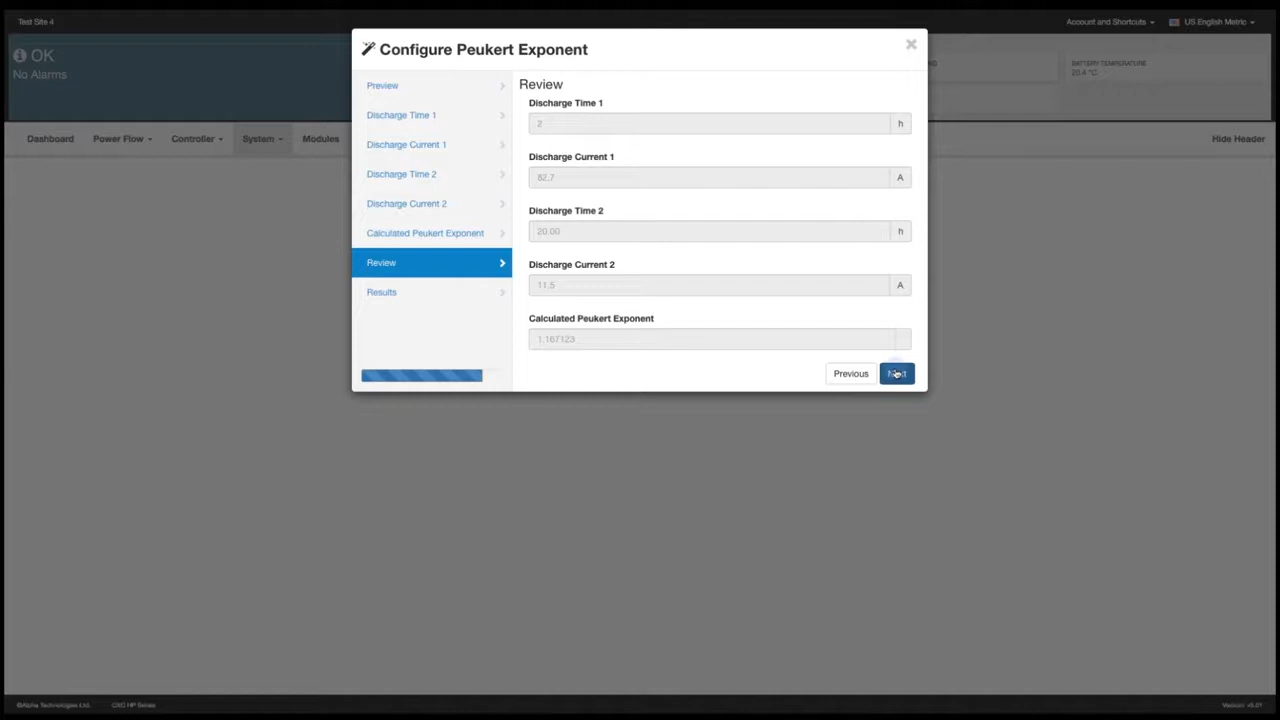 Test Site 4
Account and Shortcuts
US English Metric
OK
No Alarms
NG
BATTERY TEMPERATURE
20.4 °C
Dashboard
Power Flow
Controller
System
Modules
Hide Header
Configure Peukert Exponent
Preview
Discharge Time 1
Discharge Current 1
Discharge Time 2
Discharge Current 2
Calculated Peukert Exponent
Review
Results
Review
Discharge Time 1
2
h
Discharge Current 1
82.7
A
Discharge Time 2
20.00
h
Discharge Current 2
11.5
A
Calculated Peukert Exponent
1.167123
Previous
Next
©Alpha Technologies Ltd.
CXC HP Series
Version: v5.01